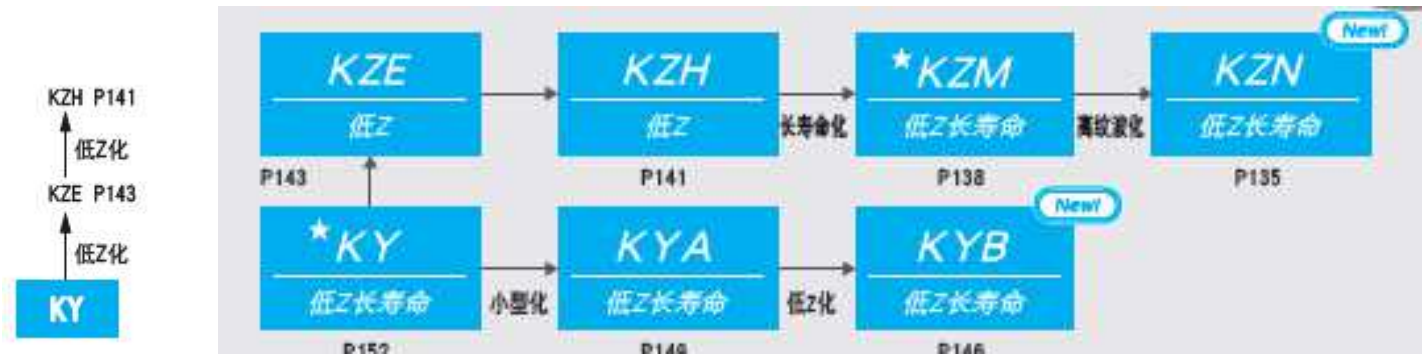 KZH P141
低Z化
KZE P143
低Z化
KY
New!
KZE
低Z
P143
KZH
低Z
P141
长寿命化
★KZM
低Z长寿命
P138
高纹波化
KZN
低Z长寿命
P135
★KY
低Z长寿命
P152
小型化
KYA
低Z长寿命
P149
低Z化
New!
KYB
低Z长寿命
P146